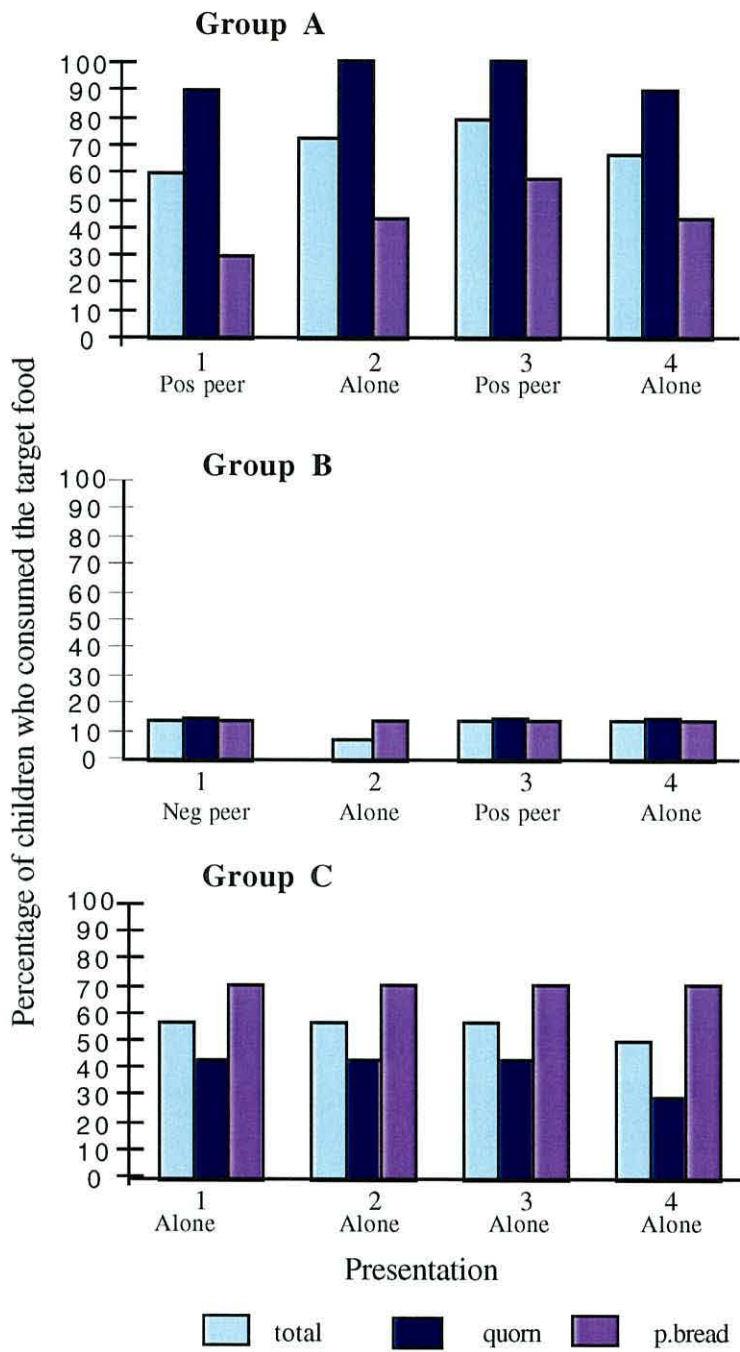 Group A
100
90
80
70
60
50
40
30
20
10
0
1 2 3 4
Pos peer Alone Pos peer Alone
Group B
100
90
80
70
60
50
40
30
20
10
0
1 2 3 4
Neg peer Alone Pos peer Alone
Group C
100
90
80
70
60
50
40
30
20
10
0
1 2 3 4
Alone Alone Alone Alone
Percentage of children who consumed the target food
Presentation
total quorn p.bread